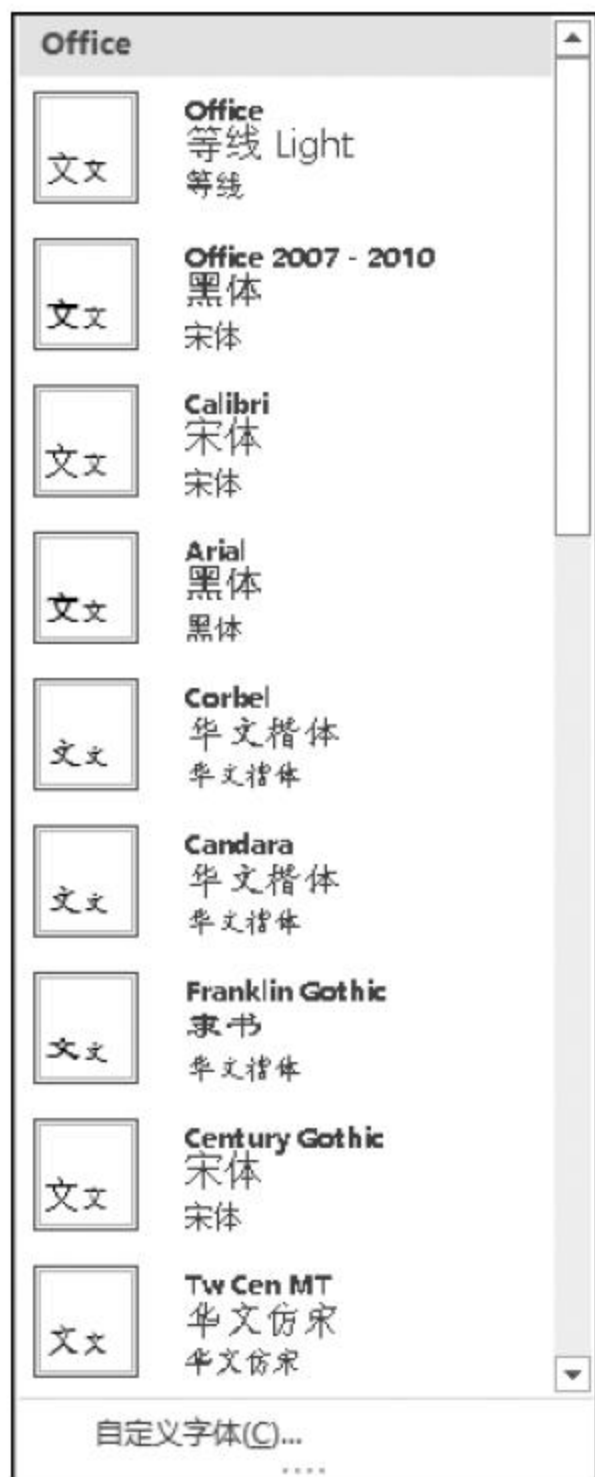 Office
文文
Office
等线 Light
等线
文文
Office 2007 - 2010
黑体
宋体
文文
Calibri
宋体
宋体
文文
Arial
黑体
黑体
文文
Corbel
华文楷体
华文楷体
文文
Candara
华文楷体
华文楷体
文文
Franklin Gothic
隶书
华文楷体
文文
Century Gothic
宋体
宋体
文文
Tw Cen MT
华文仿宋
华文仿宋
自定义字体(C)...